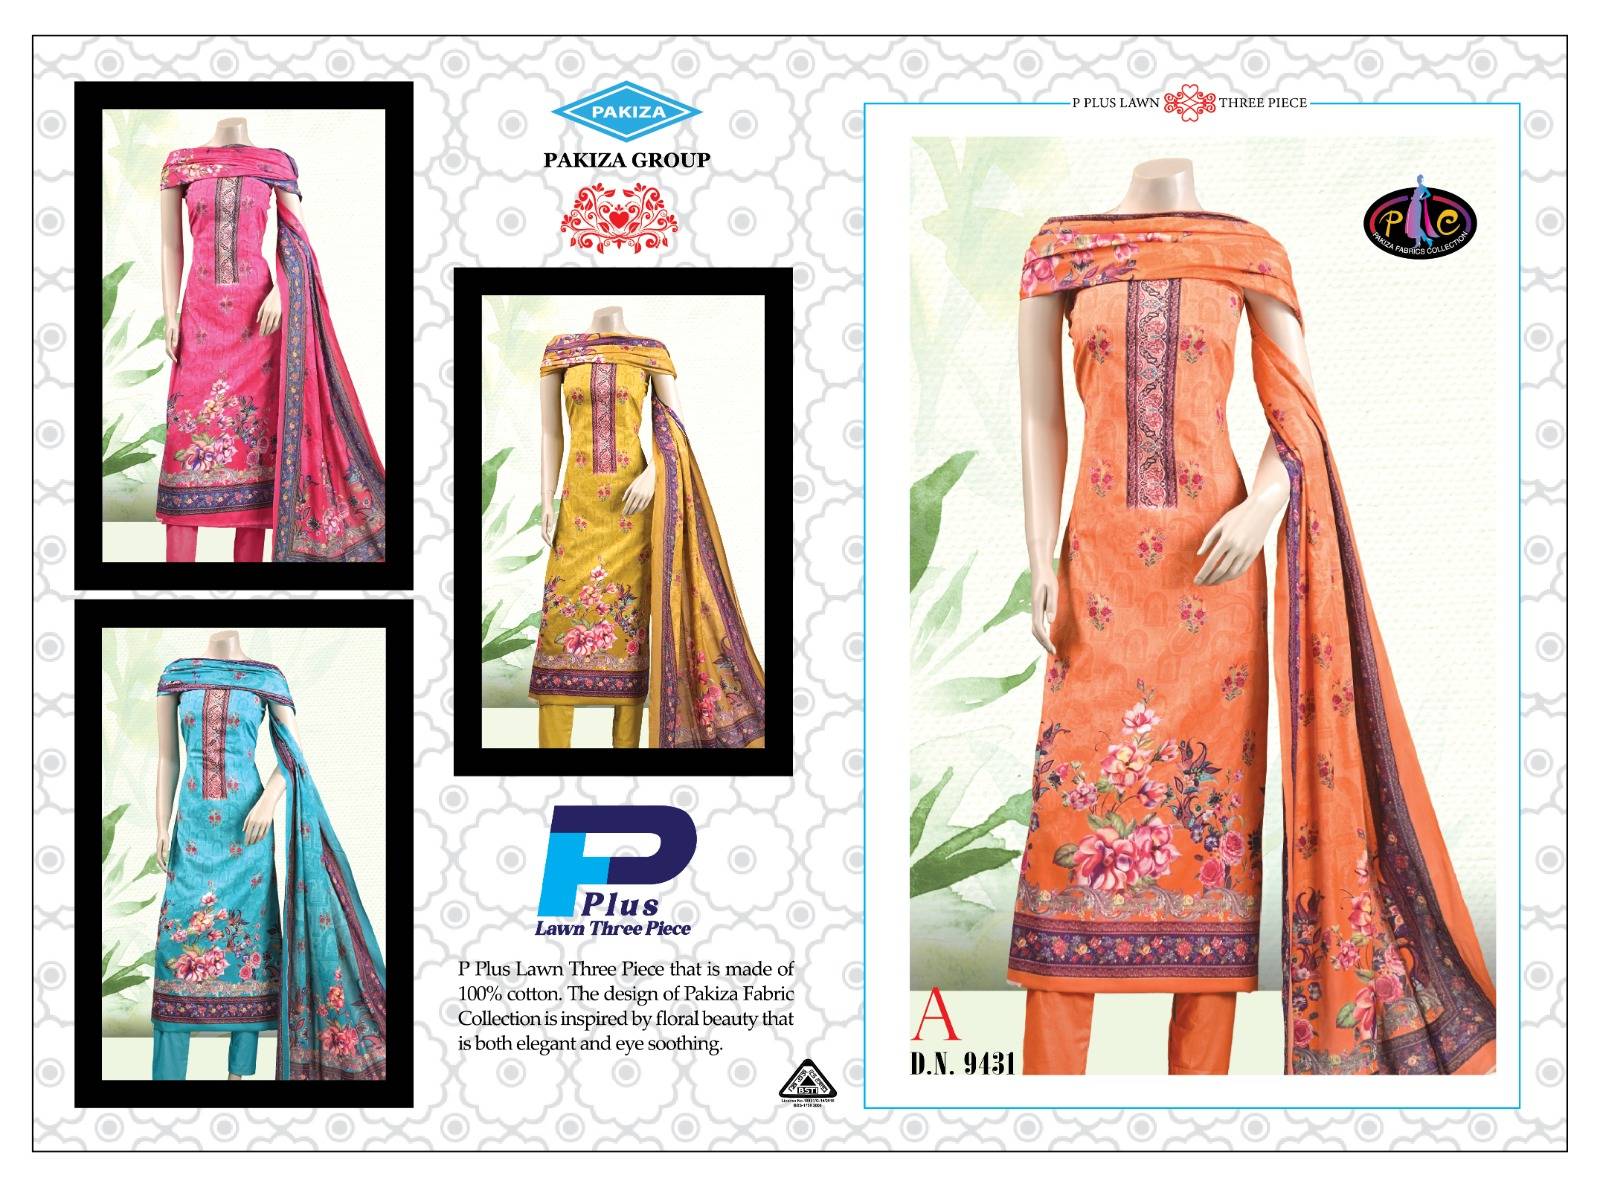 PAKIZA
PAKIZA GROUP
P Plus
Lawn Three Piece
P Plus Lawn Three Piece that is made of
100% cotton. The design of Pakiza Fabric
Collection is inspired by floral beauty that
is both elegant and eye soothing.
BSTI
P PLUS LAWN THREE PIECE
P C
PAKIZA FABRICS COLLECTION
A
D.N. 9431